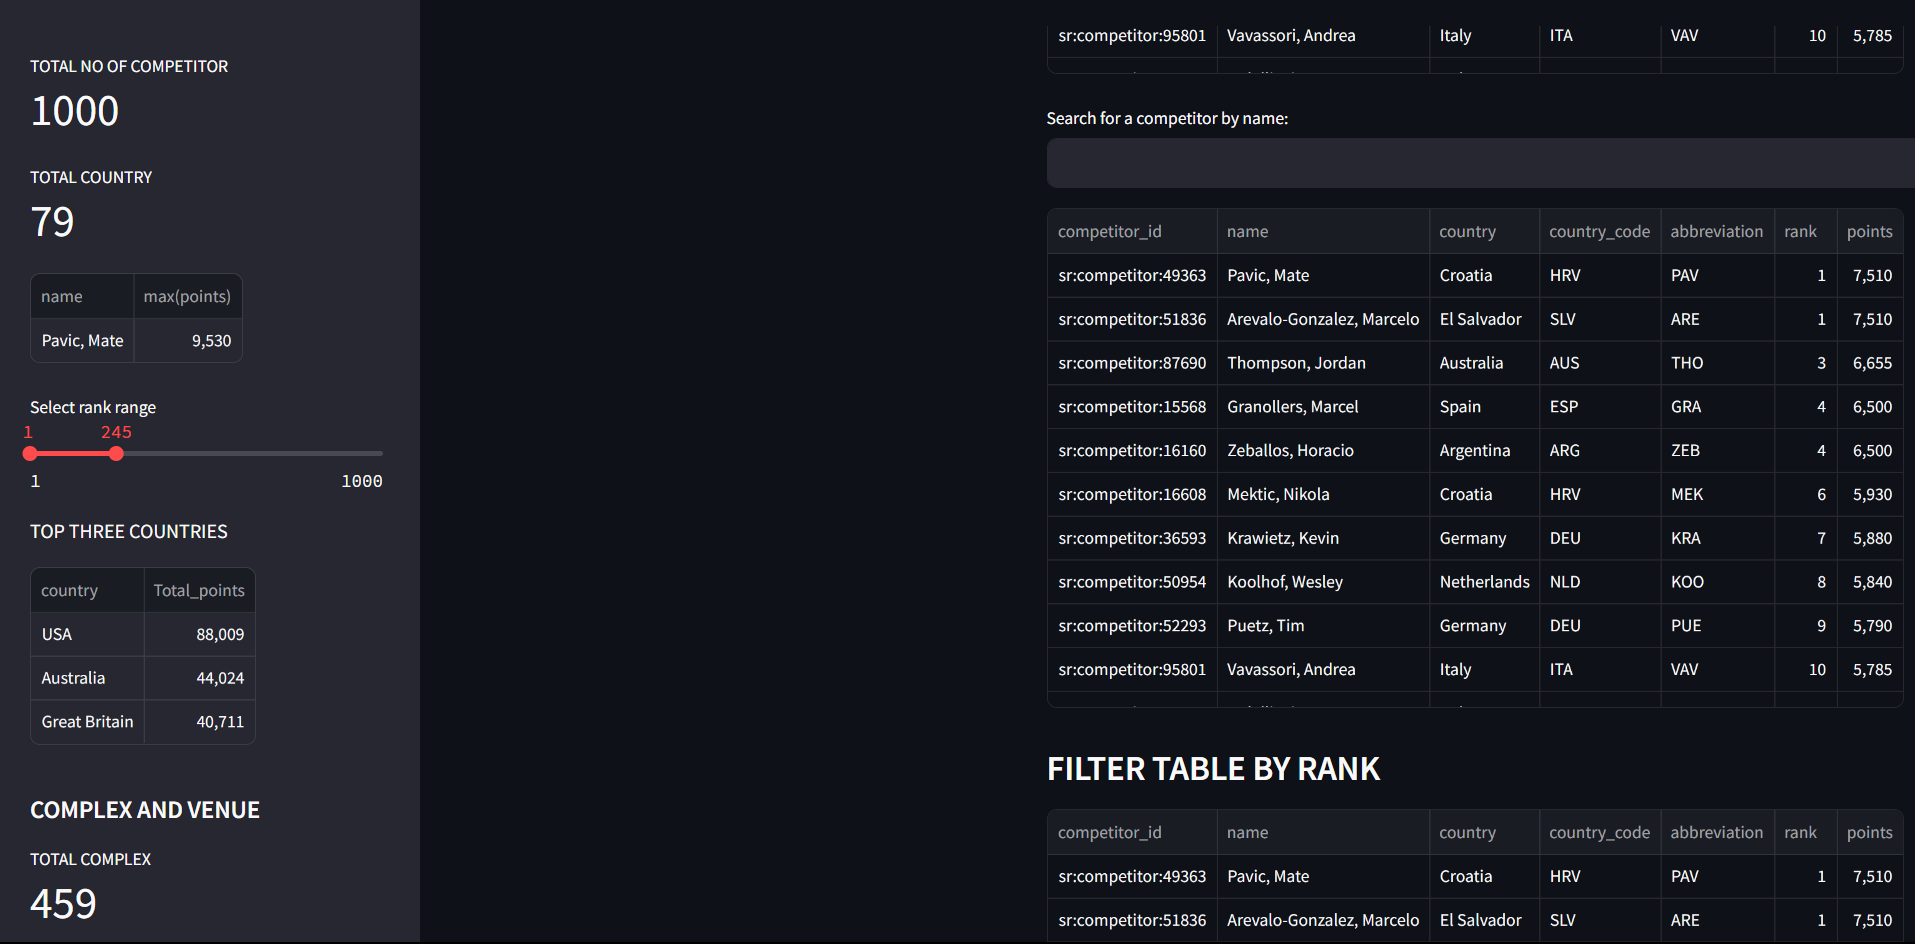 TOTAL NO OF COMPETITOR
1000
TOTAL COUNTRY
79
name max(points)
Pavic, Mate 9,530
Select rank range
1 245
1 1000
TOP THREE COUNTRIES
country Total_points
USA 88,009
Australia 44,024
Great Britain 40,711
COMPLEX AND VENUE
TOTAL COMPLEX
459
sr:competitor:95801 Vavassori, Andrea Italy ITA VAV 10 5,785
Search for a competitor by name:
competitor_id name country country_code abbreviation rank points
sr:competitor:49363 Pavic, Mate Croatia HRV PAV 1 7,510
sr:competitor:51836 Arevalo-Gonzalez, Marcelo El Salvador SLV ARE 1 7,510
sr:competitor:87690 Thompson, Jordan Australia AUS THO 3 6,655
sr:competitor:15568 Granollers, Marcel Spain ESP GRA 4 6,500
sr:competitor:16160 Zeballos, Horacio Argentina ARG ZEB 4 6,500
sr:competitor:16608 Mektic, Nikola Croatia HRV MEK 6 5,930
sr:competitor:36593 Krawietz, Kevin Germany DEU KRA 7 5,880
sr:competitor:50954 Koolhof, Wesley Netherlands NLD KOO 8 5,840
sr:competitor:52293 Puetz, Tim Germany DEU PUE 9 5,790
sr:competitor:95801 Vavassori, Andrea Italy ITA VAV 10 5,785
FILTER TABLE BY RANK
competitor_id name country country_code abbreviation rank points
sr:competitor:49363 Pavic, Mate Croatia HRV PAV 1 7,510
sr:competitor:51836 Arevalo-Gonzalez, Marcelo El Salvador SLV ARE 1 7,510